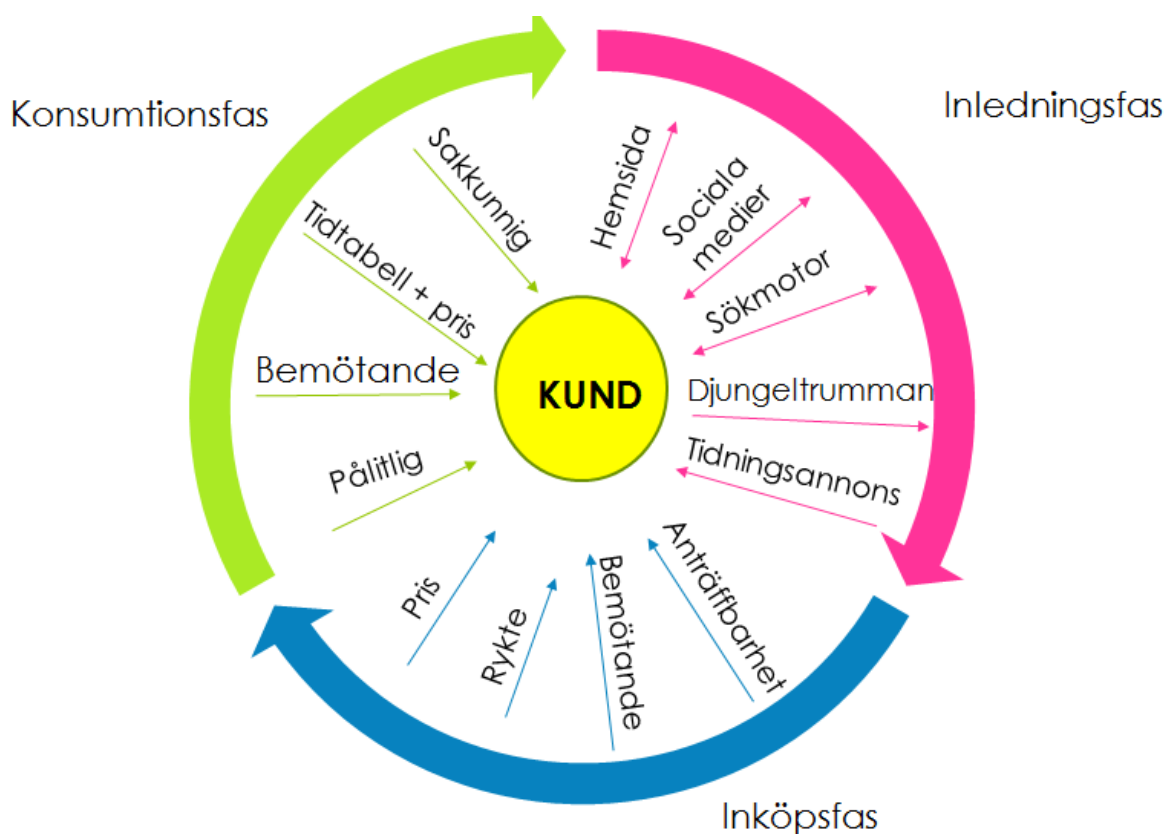 Konsumtionsfas
Inledningsfas
Sakkunnig
Tidtabell + pris
Bemötande
Pålitlig
Hemsida
Sociala
medier
Sökmotor
Djungeltrumman
Tidningsannons
KUND
Pris
Rykte
Bemötande
Anträffbarhet
Inköpsfas